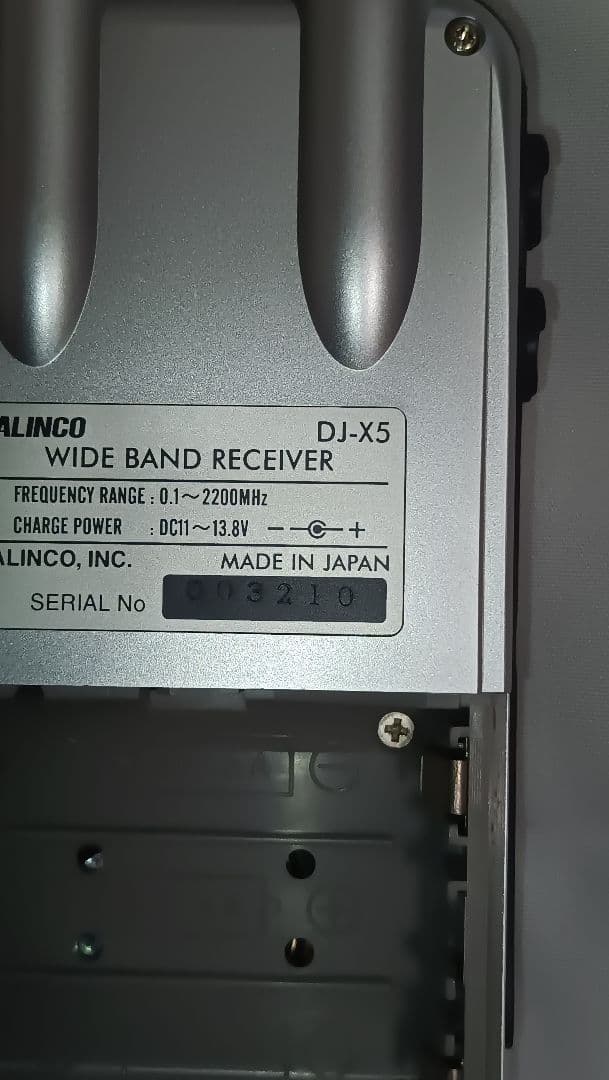 ALINCO DJ-X5
WIDE BAND RECEIVER
FREQUENCY RANGE : 0.1～2200MHz
CHARGE POWER : DC11～13.8V − +
ALINCO, INC. MADE IN JAPAN
SERIAL No 003210